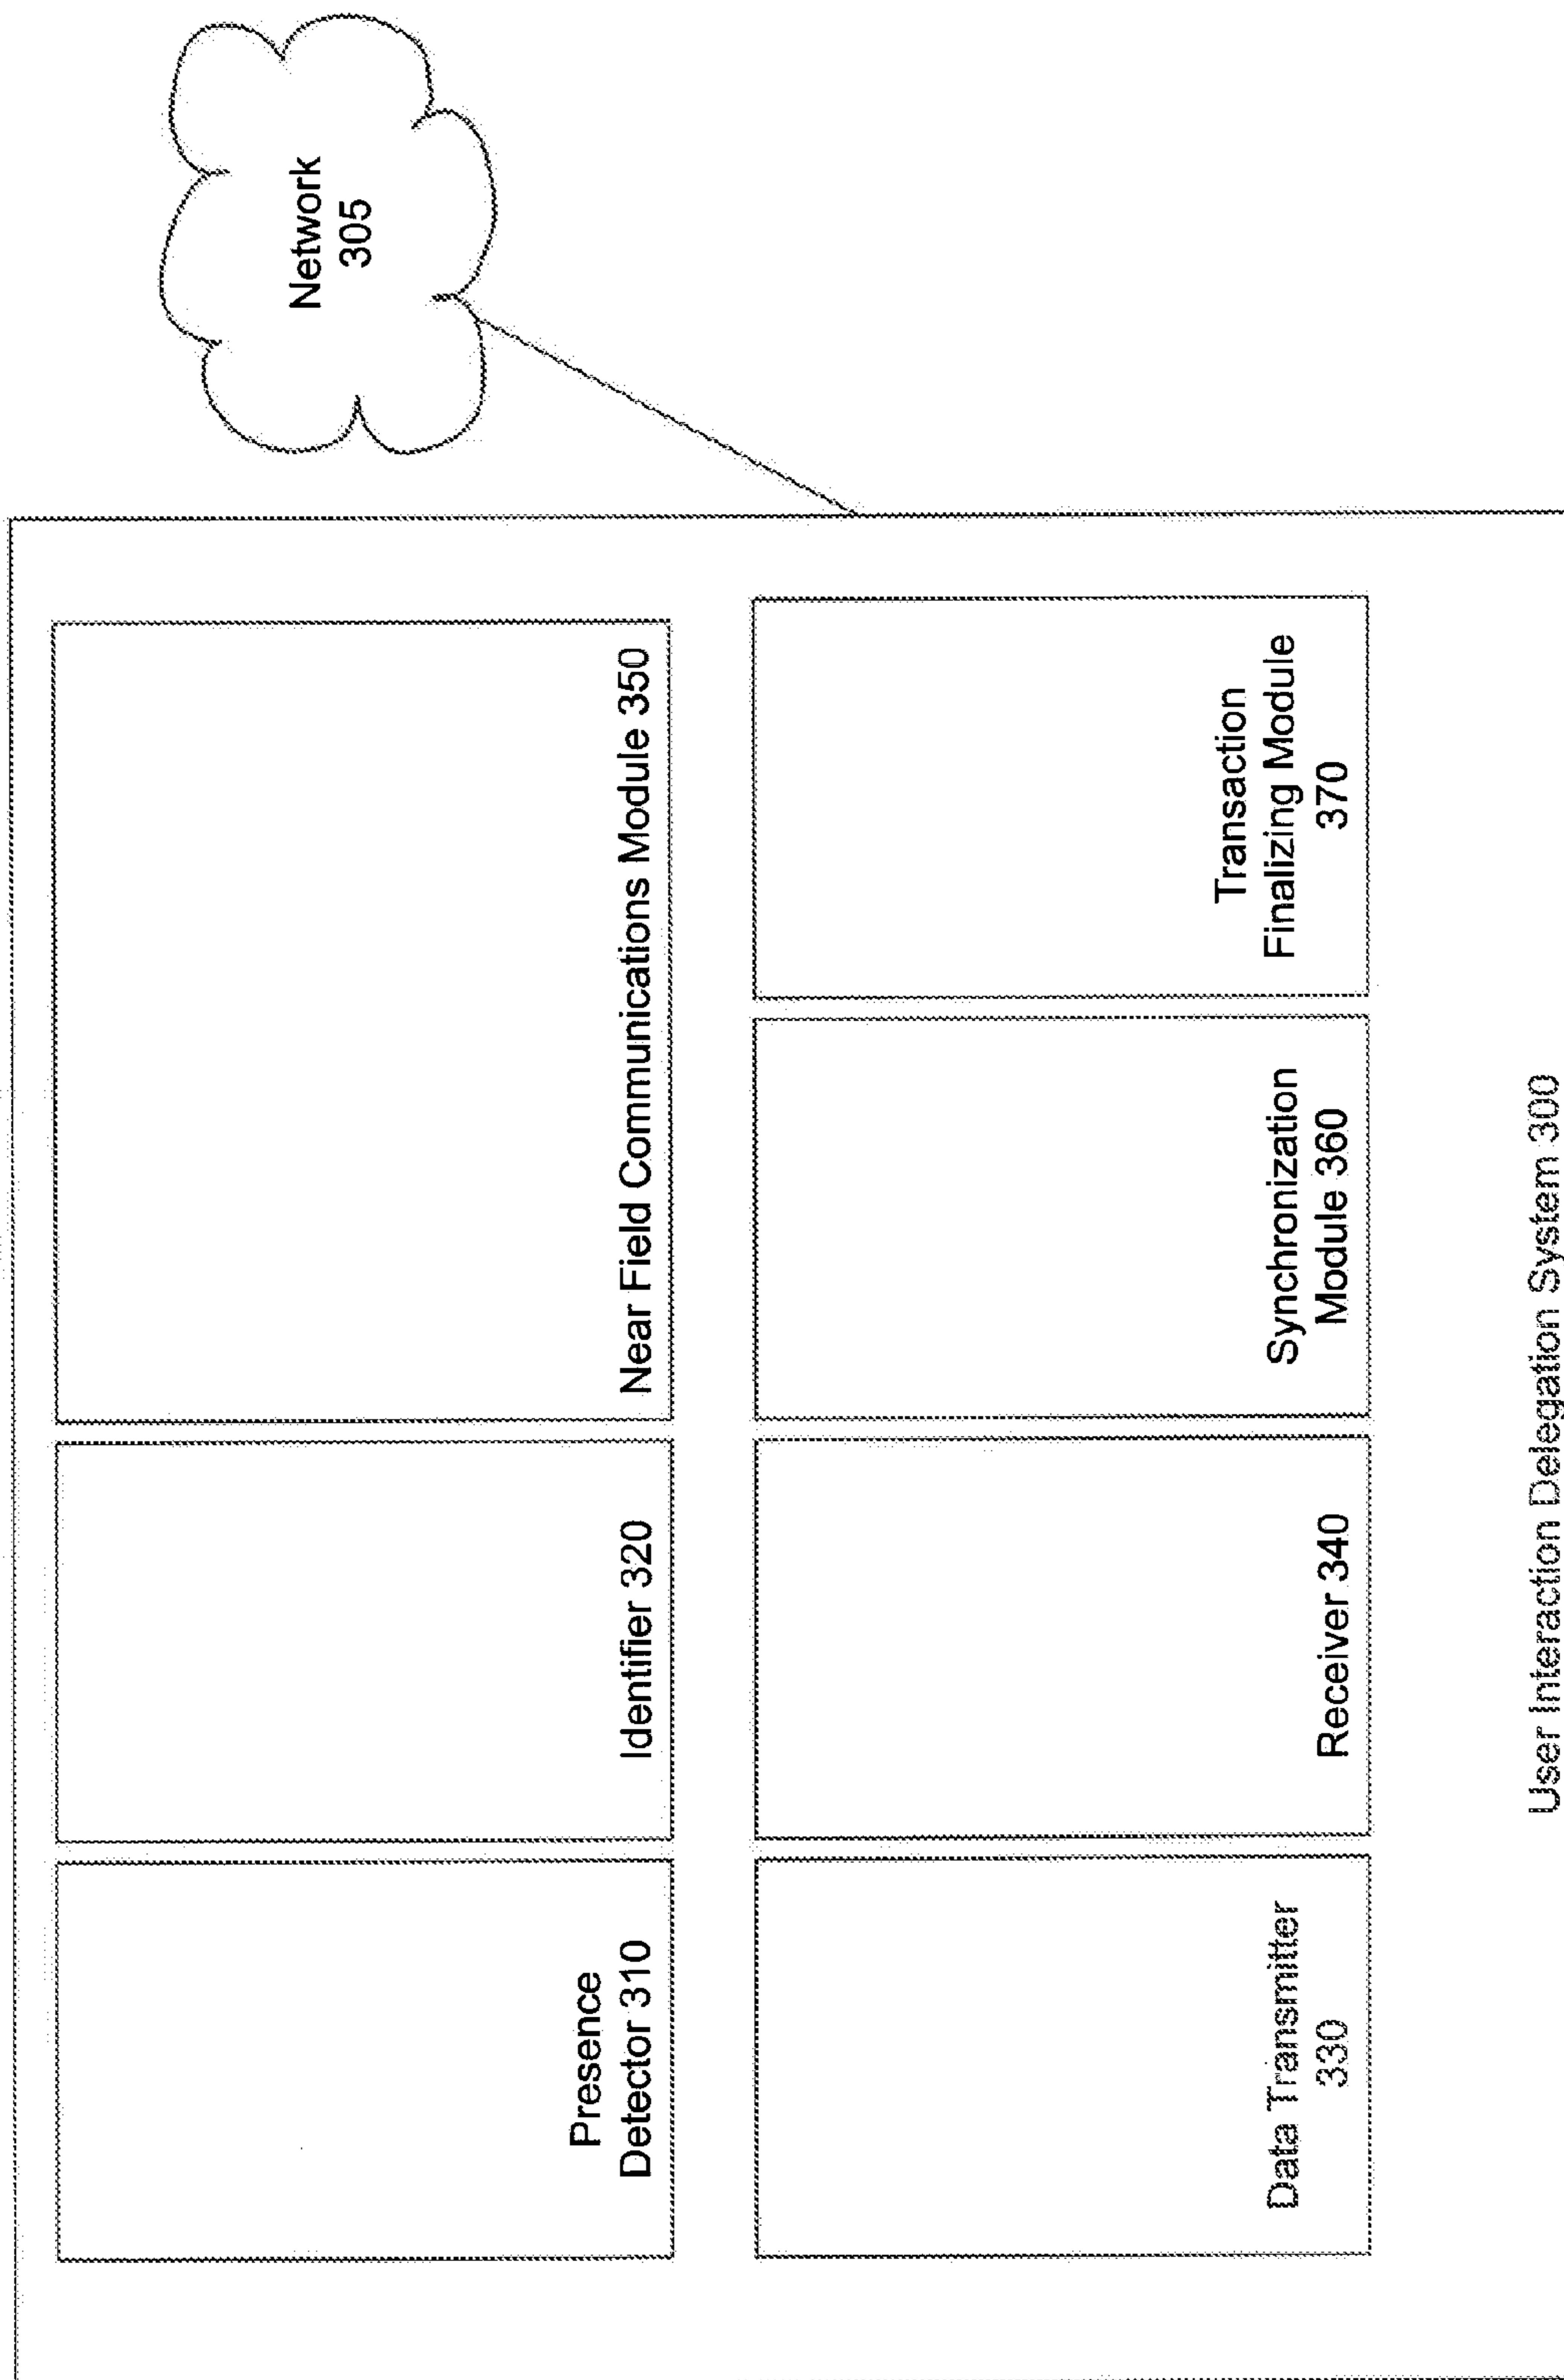 Network
305
Presence
Detector 310
Identifier 320
Near Field Communications Module 350
Data Transmitter
330
Receiver 340
Synchronization
Module 360
Transaction
Finalizing Module
370
User Interaction Delegation System 300